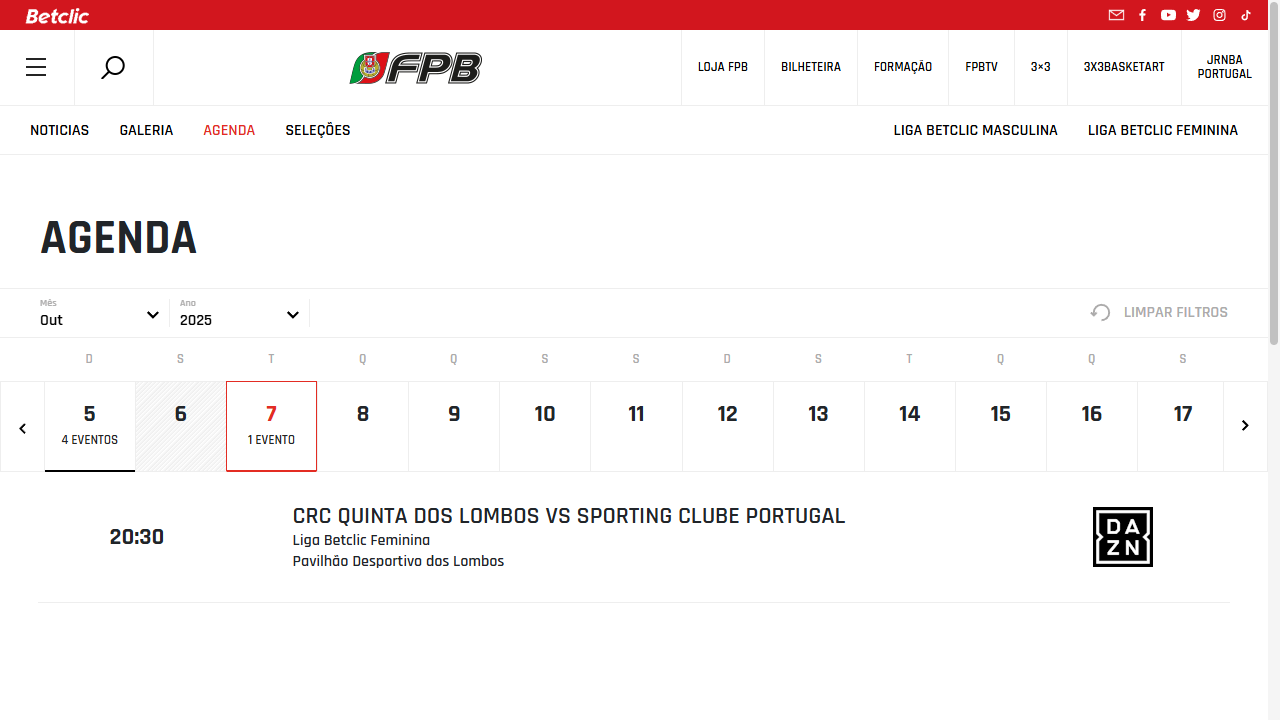 Betclic
FPB
LOJA FPB
BILHETEIRA
FORMAÇÃO
FPBTV
3×3
3X3BASKETART
JRNBA
PORTUGAL
NOTICIAS
GALERIA
AGENDA
SELEÇÕES
LIGA BETCLIC MASCULINA
LIGA BETCLIC FEMININA
AGENDA
Mês
Out
Ano
2025
LIMPAR FILTROS
D S T Q Q S S D S T Q Q S
5 6 7 8 9 10 11 12 13 14 15 16 17
4 EVENTOS
1 EVENTO
20:30
CRC QUINTA DOS LOMBOS VS SPORTING CLUBE PORTUGAL
Liga Betclic Feminina
Pavilhão Desportivo dos Lombos
DAZN